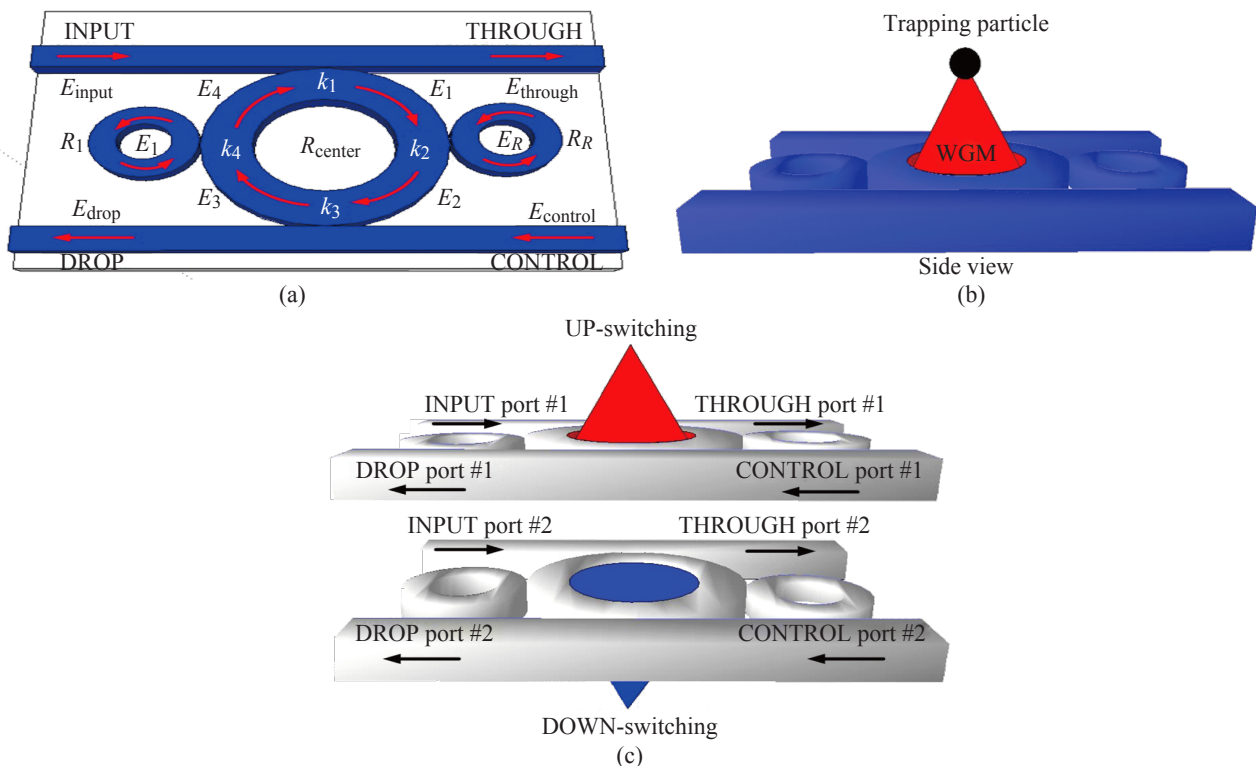 INPUT THROUGH
E_input E_4 k_1 E_1 E_through
R_1 E_1 k_4 R_center k_2 E_R R_R
E_drop E_3 k_3 E_2 E_control
DROP CONTROL
(a)
Trapping particle
WGM
Side view
(b)
UP-switching
INPUT port #1 THROUGH port #1
DROP port #1 CONTROL port #1
INPUT port #2 THROUGH port #2
DROP port #2 CONTROL port #2
DOWN-switching
(c)